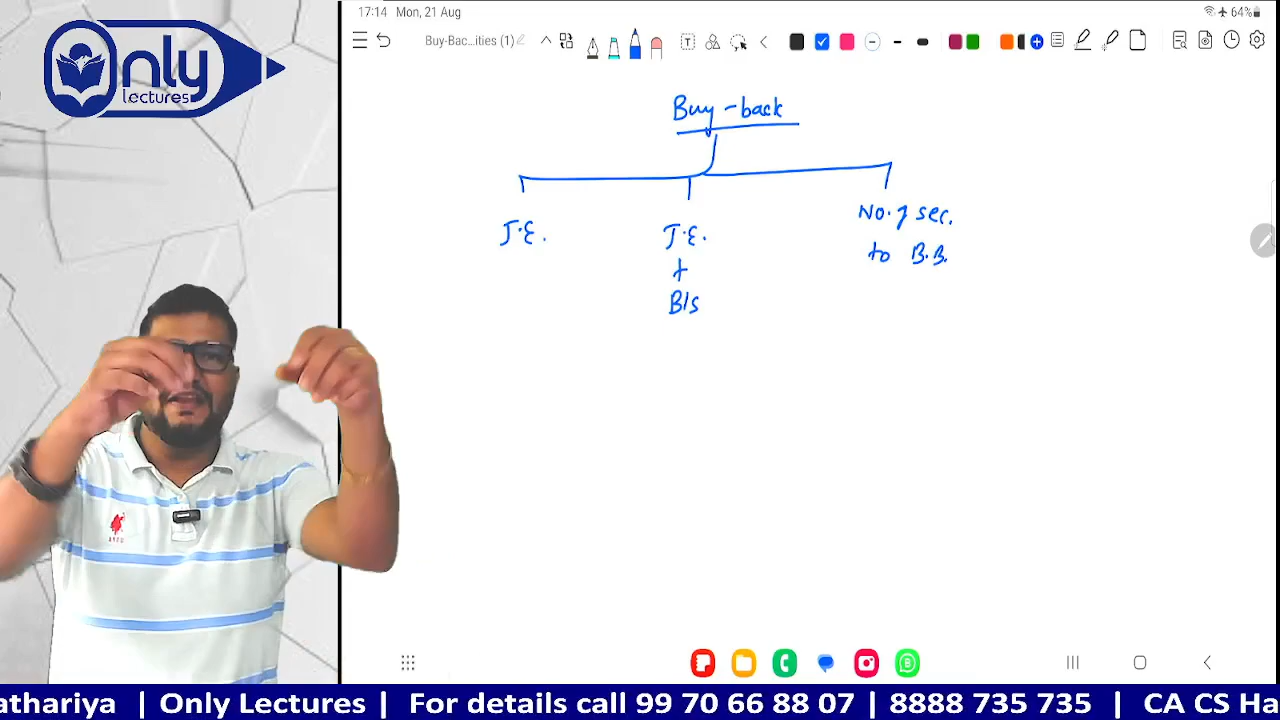 17:14 Mon, 21 Aug
64%
Only
lectures
Buy-Bac...ities (1)
Buy-back
J.E.
J.E.
+
B/s
No. of sec.
to B.B.
athariya | Only Lectures | For details call 99 70 66 88 07 | 8888 735 735 | CA CS Ha